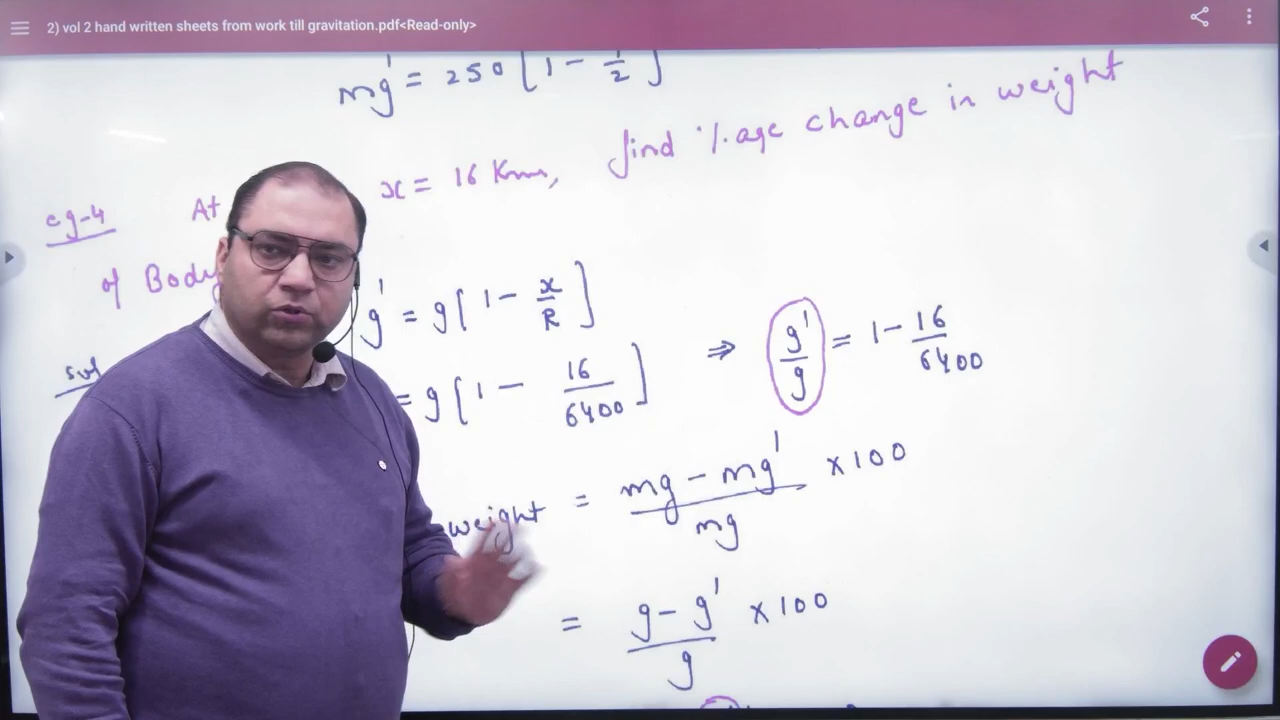 2) vol 2 hand written sheets from work till gravitation.pdf<Read-only>
mg' = 250 [1 - 1/2]
eg-4 At x = 16 Kms, find %age change in weight
of Body
sol g' = g[1 - x/R]
= g[1 - 16/6400] ⇒ g'/g = 1 - 16/6400
weight = mg - mg'/mg × 100
= g - g'/g × 100